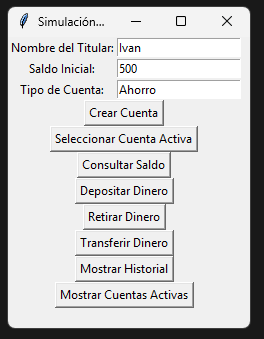 Simulación...
Nombre del Titular: Ivan
Saldo Inicial: 500
Tipo de Cuenta: Ahorro
Crear Cuenta
Seleccionar Cuenta Activa
Consultar Saldo
Depositar Dinero
Retirar Dinero
Transferir Dinero
Mostrar Historial
Mostrar Cuentas Activas